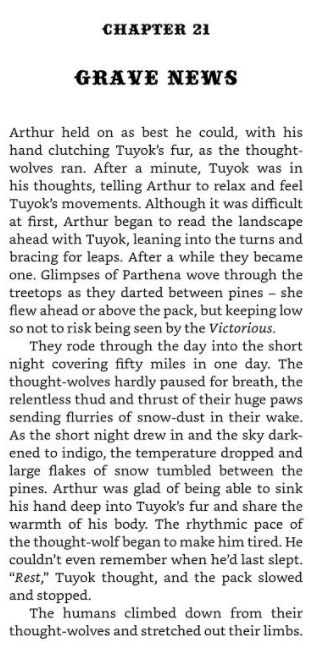 CHAPTER 21
GRAVE NEWS
Arthur held on as best he could, with his
hand clutching Tuyok’s fur, as the thought-
wolves ran. After a minute, Tuyok was in
his thoughts, telling Arthur to relax and feel
Tuyok’s movements. Although it was difficult
at first, Arthur began to read the landscape
ahead with Tuyok, leaning into the turns and
bracing for leaps. After a while they became
one. Glimpses of Parthena wove through the
treetops as they darted between pines – she
flew ahead or above the pack, but keeping low
so not to risk being seen by the Victorious.
They rode through the day into the short
night covering fifty miles in one day. The
thought-wolves hardly paused for breath, the
relentless thud and thrust of their huge paws
sending flurries of snow-dust in their wake.
As the short night drew in and the sky dark-
ened to indigo, the temperature dropped and
large flakes of snow tumbled between the
pines. Arthur was glad of being able to sink
his hand deep into Tuyok’s fur and share the
warmth of his body. The rhythmic pace of
the thought-wolf began to make him tired. He
couldn’t even remember when he’d last slept.
“Rest,” Tuyok thought, and the pack slowed
and stopped.
The humans climbed down from their
thought-wolves and stretched out their limbs.